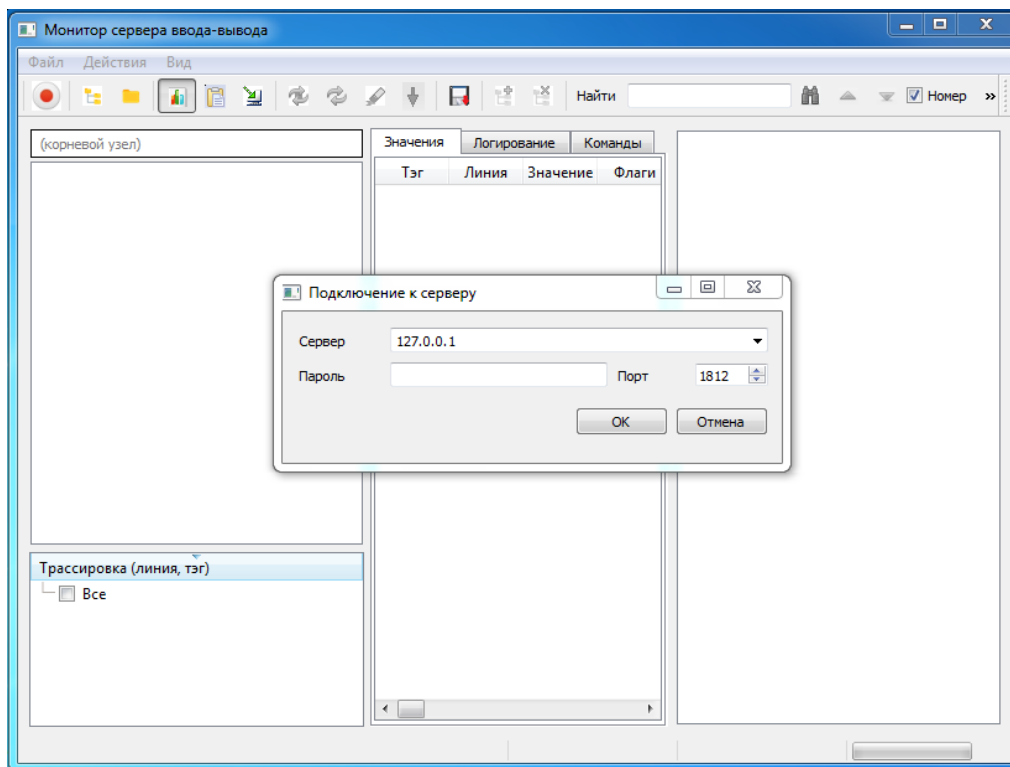 Монитор сервера ввода-вывода
Файл Действия Вид
Найти Номер »
(корневой узел)
Значения Логирование Команды
Тэг Линия Значение Флаги
Подключение к серверу
Сервер 127.0.0.1
Пароль Порт 1812
OK Отмена
Трассировка (линия, тэг)
Все